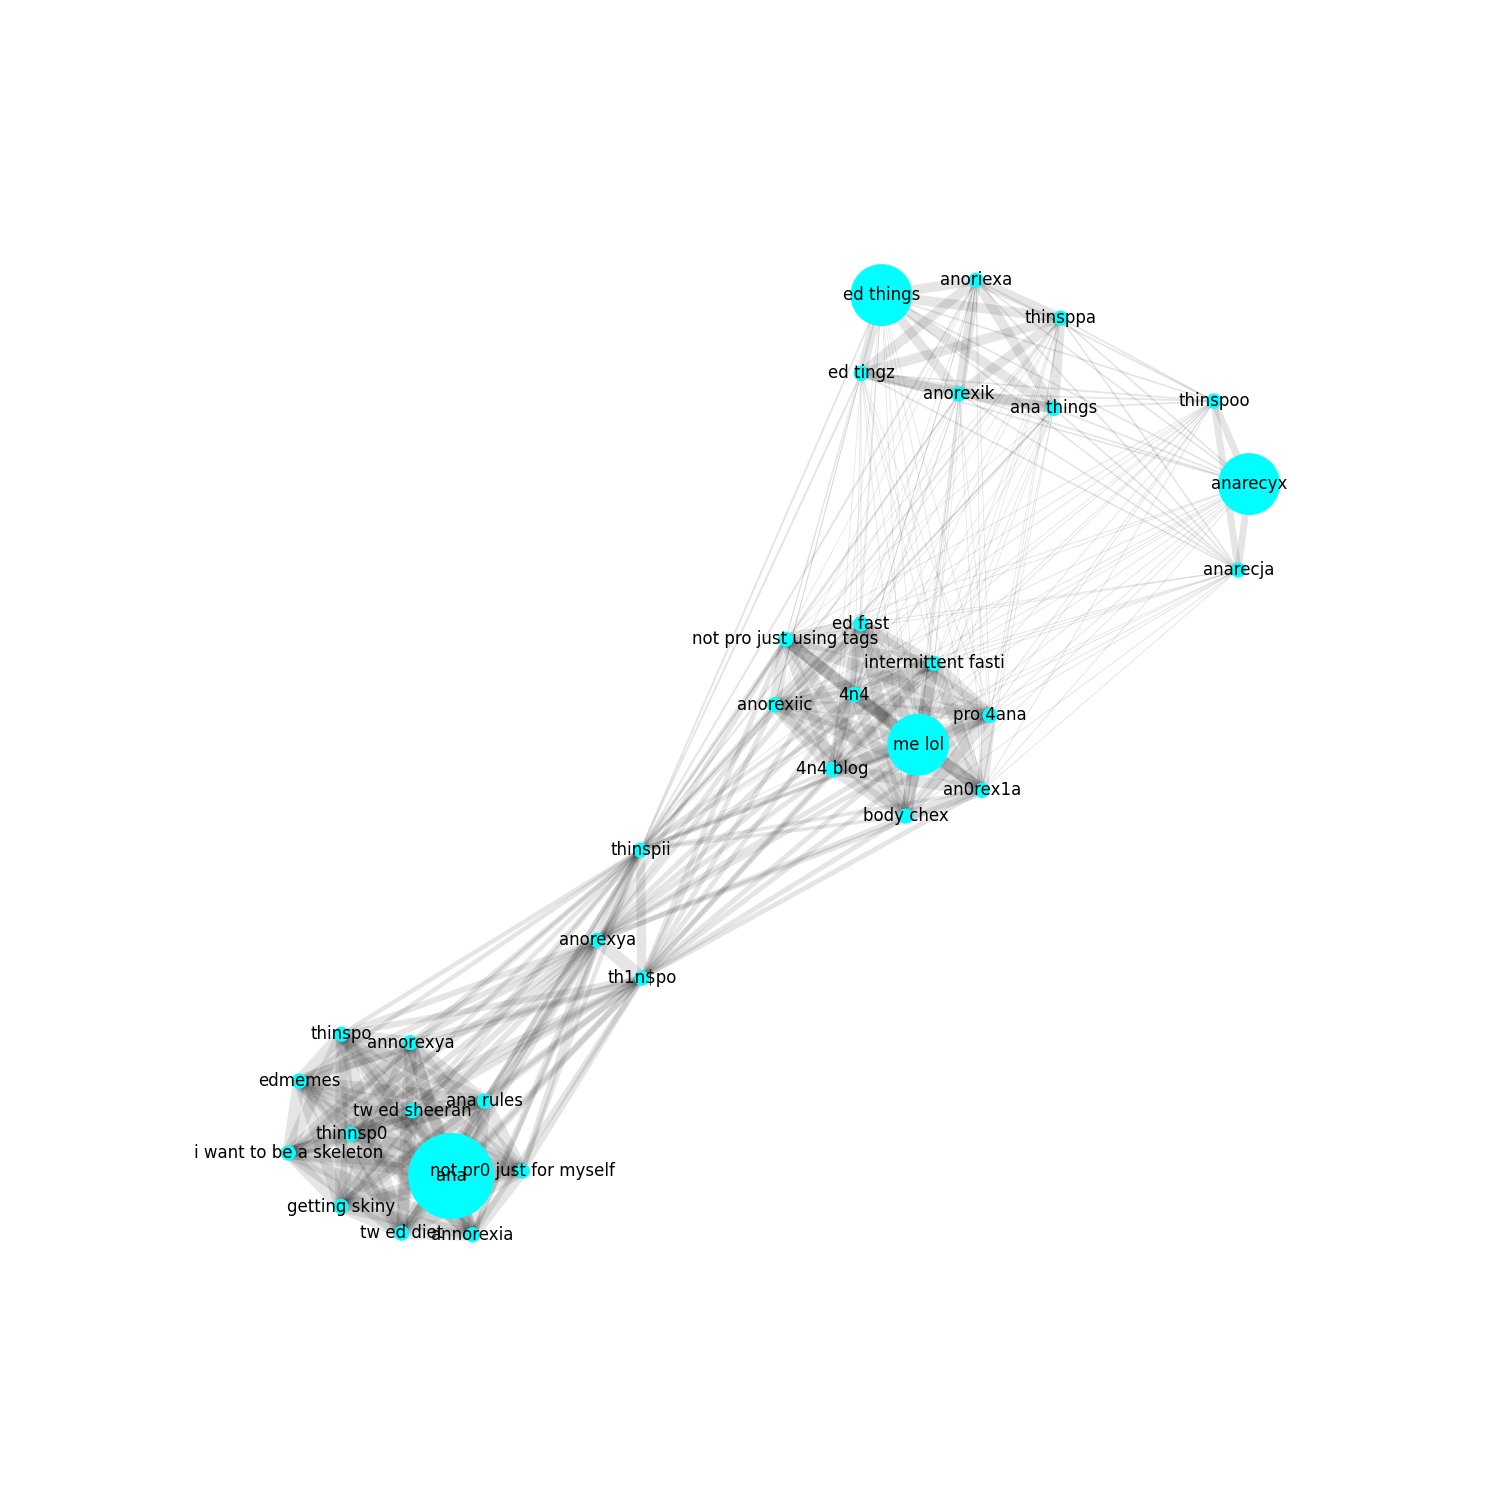 anoriexa
ed things
thinsppa
ed tingz
anorexik
thinspoo
ana things
anarecyx
anarecja
ed fast
not pro just using tags
intermittent fasti
4n4
anorexiic
pro 4ana
me lol
4n4 blog
an0rex1a
body chex
thinspii
anorexya
th1n$po
thinspo
annorexya
edmemes
ana rules
tw ed sheeran
thinnsp0
i want to be a skeleton
not pr0 just for myself
ana
getting skiny
tw ed diet
annorexia